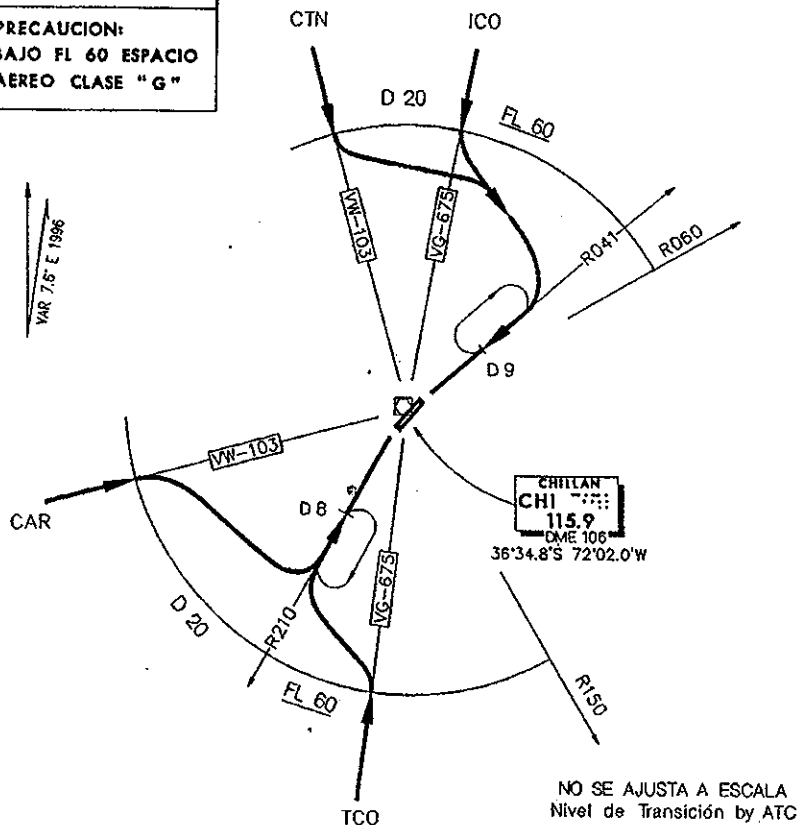 PRECAUCION:
BAJO FL 60 ESPACIO
AEREO CLASE "G"
CTN
ICO
D 20
FL 60
VAR 7.6° E 1996
VW-103
VG-675
R041
R060
D 9
VW-103
CAR
D 8
CHILLAN
CHI
115.9
DME 106
36°34.8'S 72°02.0'W
VG-675
D 20
R210
FL 60
R150
TCO
NO SE AJUSTA A ESCALA
Nivel de Transición by ATC